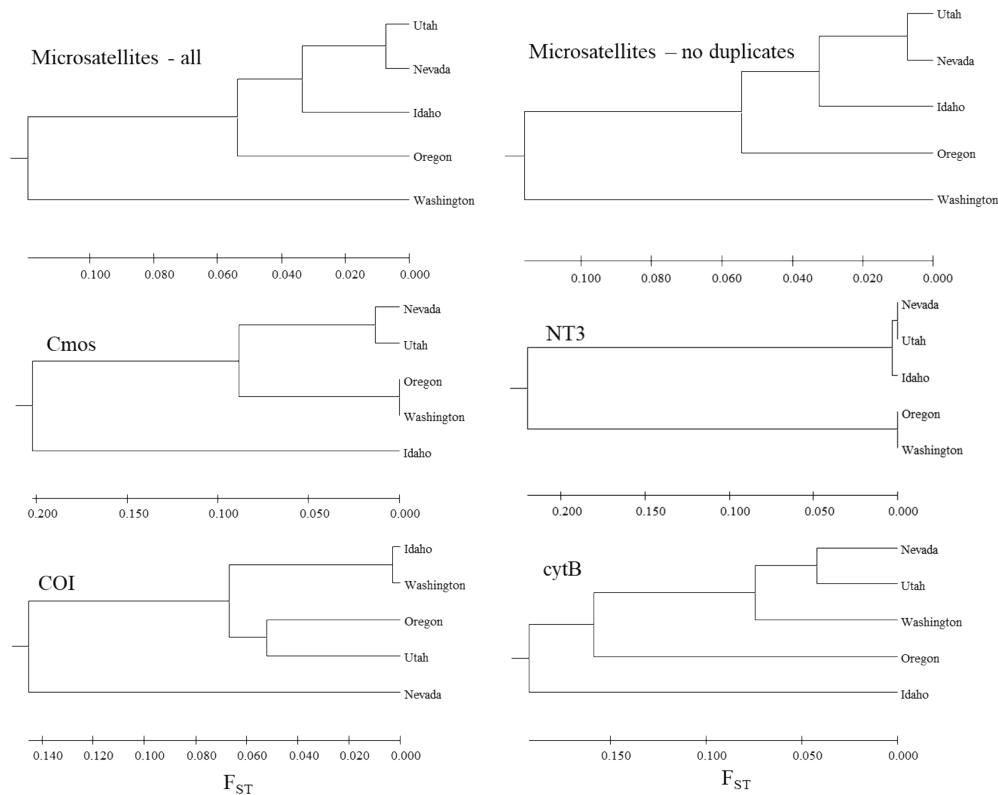 Microsatellites - all
Utah
Nevada
Idaho
Oregon
Washington
0.100 0.080 0.060 0.040 0.020 0.000
Microsatellites – no duplicates
Utah
Nevada
Idaho
Oregon
Washington
0.100 0.080 0.060 0.040 0.020 0.000
Cmos
Nevada
Utah
Oregon
Washington
Idaho
0.200 0.150 0.100 0.050 0.000
NT3
Nevada
Utah
Idaho
Oregon
Washington
0.200 0.150 0.100 0.050 0.000
COI
Idaho
Washington
Oregon
Utah
Nevada
0.140 0.120 0.100 0.080 0.060 0.040 0.020 0.000
FST
cytB
Nevada
Utah
Washington
Oregon
Idaho
0.150 0.100 0.050 0.000
FST